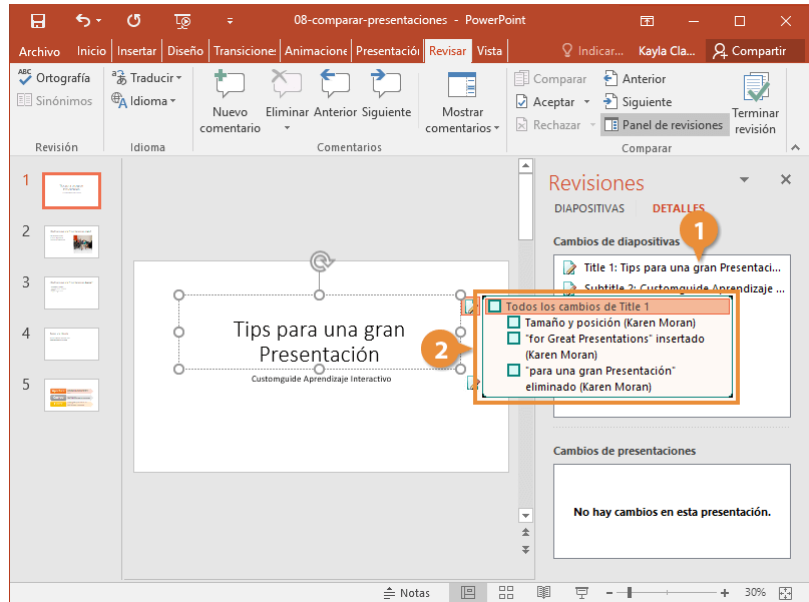 08-comparar-presentaciones - PowerPoint
Archivo Inicio Insertar Diseño Transicione: Animacione Presentació Revisar Vista Indicar... Kayla Cla... Compartir
ABC Ortografía
Sinónimos
Revisión
Traducir
Idioma
Idioma
Nuevo comentario
Eliminar Anterior Siguiente
Mostrar comentarios
Comentarios
Comparar
Aceptar
Rechazar
Anterior
Siguiente
Panel de revisiones
Terminar revisión
Comparar
1
2
3
4
5
Tips para una gran
Presentación
Customguide Aprendizaje Interactivo
Revisiones
DIAPOSITIVAS DETALLES
1
Cambios de diapositivas
Title 1: Tips para una gran Presentaci...
Subtitle 2: Customguide Aprendizaje ...
2
Todos los cambios de Title 1
Tamaño y posición (Karen Moran)
"for Great Presentations" insertado
(Karen Moran)
"para una gran Presentación"
eliminado (Karen Moran)
Cambios de presentaciones
No hay cambios en esta presentación.
Notas
30%